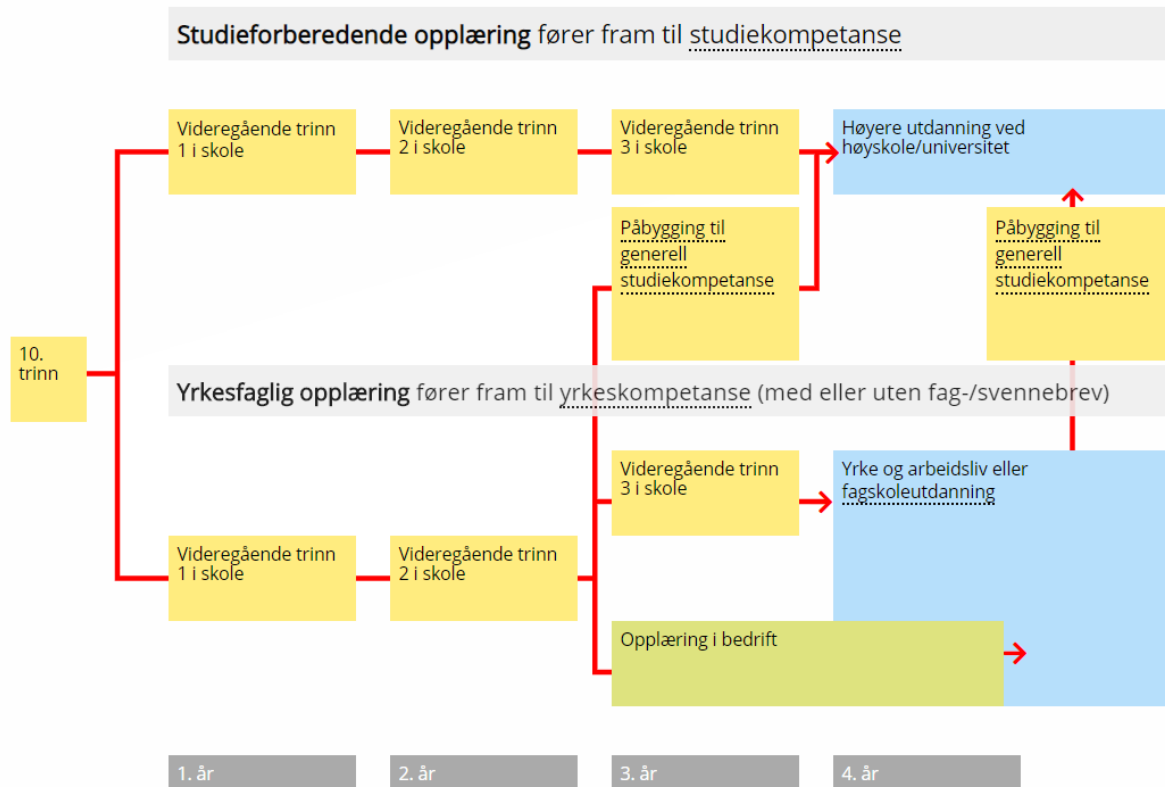 Studieforberedende opplæring fører fram til studiekompetanse
Videregående trinn
1 i skole
Videregående trinn
2 i skole
Videregående trinn
3 i skole
Høyere utdanning ved
høyskole/universitet
Påbygging til
generell
studiekompetanse
Påbygging til
generell
studiekompetanse
10.
trinn
Yrkesfaglig opplæring fører fram til yrkeskompetanse (med eller uten fag-/svennebrev)
Videregående trinn
3 i skole
Yrke og arbeidsliv eller
fagskoleutdanning
Videregående trinn
1 i skole
Videregående trinn
2 i skole
Opplæring i bedrift
1. år
2. år
3. år
4. år